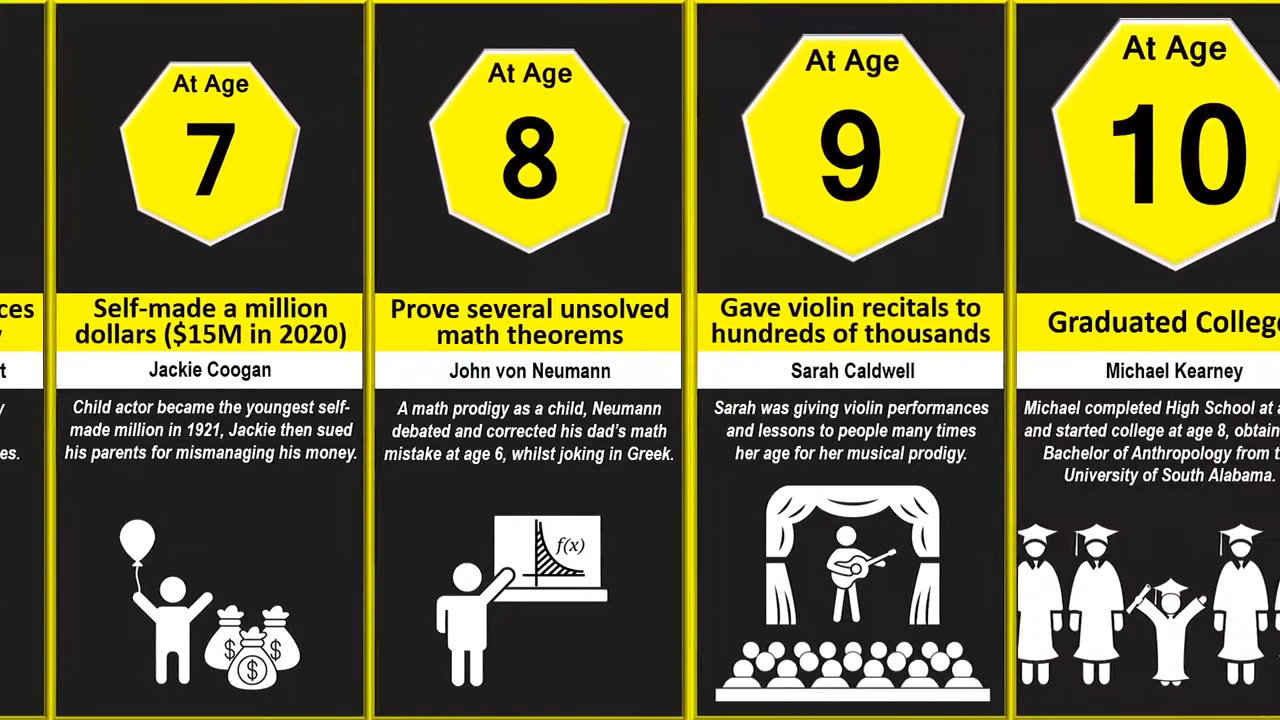 ces
t
es.
At Age
7
Self-made a million
dollars ($15M in 2020)
Jackie Coogan
Child actor became the youngest self-
made million in 1921, Jackie then sued
his parents for mismanaging his money.
At Age
8
Prove several unsolved
math theorems
John von Neumann
A math prodigy as a child, Neumann
debated and corrected his dad's math
mistake at age 6, whilst joking in Greek.
f(x)
At Age
9
Gave violin recitals to
hundreds of thousands
Sarah Caldwell
Sarah was giving violin performances
and lessons to people many times
her age for her musical prodigy.
At Age
10
Graduated Colleg
Michael Kearney
Michael completed High School at
and started college at age 8, obtain
Bachelor of Anthropology from t
University of South Alabama.
$ $ $